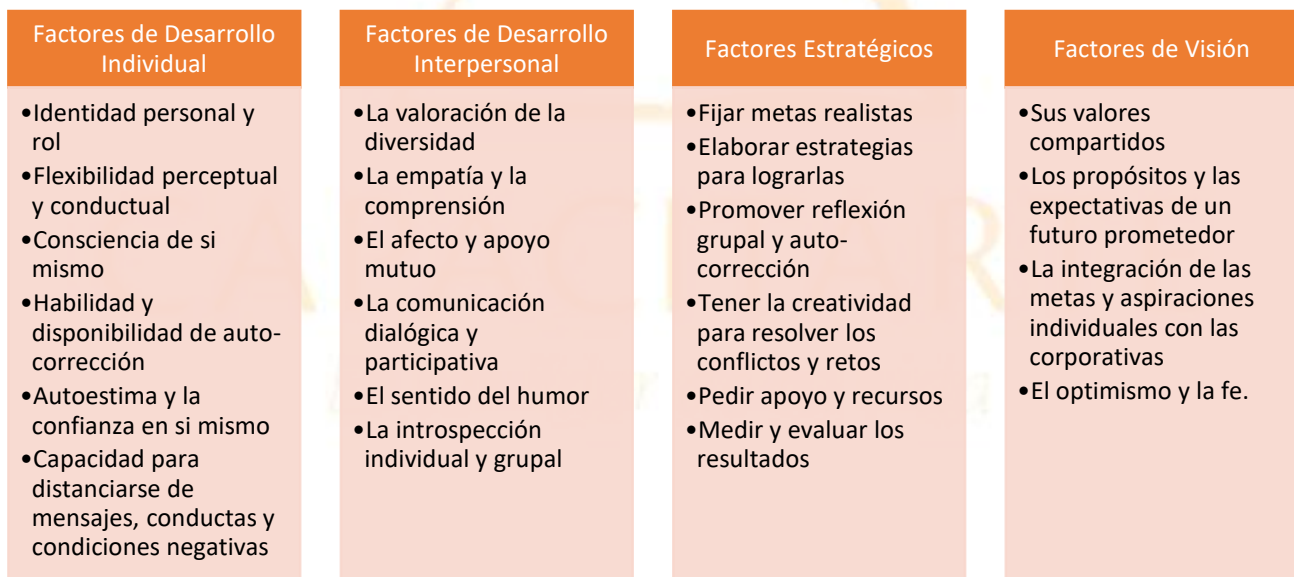 Factores de Desarrollo
Individual
•Identidad personal y
rol
•Flexibilidad perceptual
y conductual
•Consciencia de si
mismo
•Habilidad y
disponibilidad de auto-
corrección
•Autoestima y la
confianza en si mismo
•Capacidad para
distanciarse de
mensajes, conductas y
condiciones negativas
Factores de Desarrollo
Interpersonal
•La valoración de la
diversidad
•La empatía y la
comprensión
•El afecto y apoyo
mutuo
•La comunicación
dialógica y
participativa
•El sentido del humor
•La introspección
individual y grupal
Factores Estratégicos
•Fijar metas realistas
•Elaborar estrategias
para lograrlas
•Promover reflexión
grupal y auto-
corrección
•Tener la creatividad
para resolver los
conflictos y retos
•Pedir apoyo y recursos
•Medir y evaluar los
resultados
Factores de Visión
•Sus valores
compartidos
•Los propósitos y las
expectativas de un
futuro prometedor
•La integración de las
metas y aspiraciones
individuales con las
corporativas
•El optimismo y la fe.